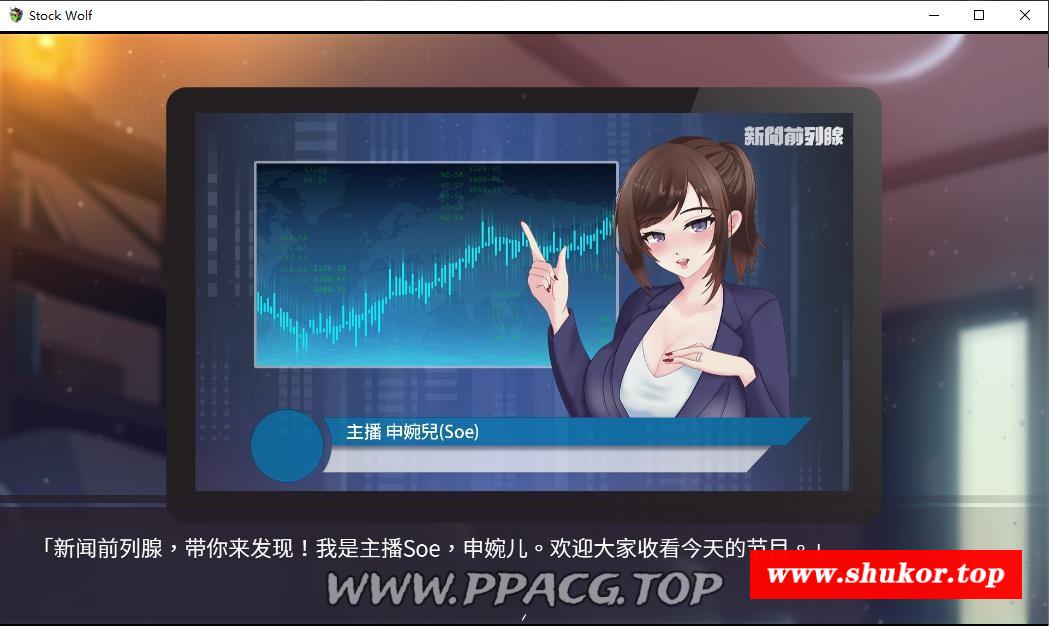 Stock Wolf
新聞前列腺
主播 申婉兒(Soe)
「新闻前列腺，带你来发现！我是主播Soe，申婉儿。欢迎大家收看今天的节目。」
WWW.PPACG.TOP
www.shukor.top